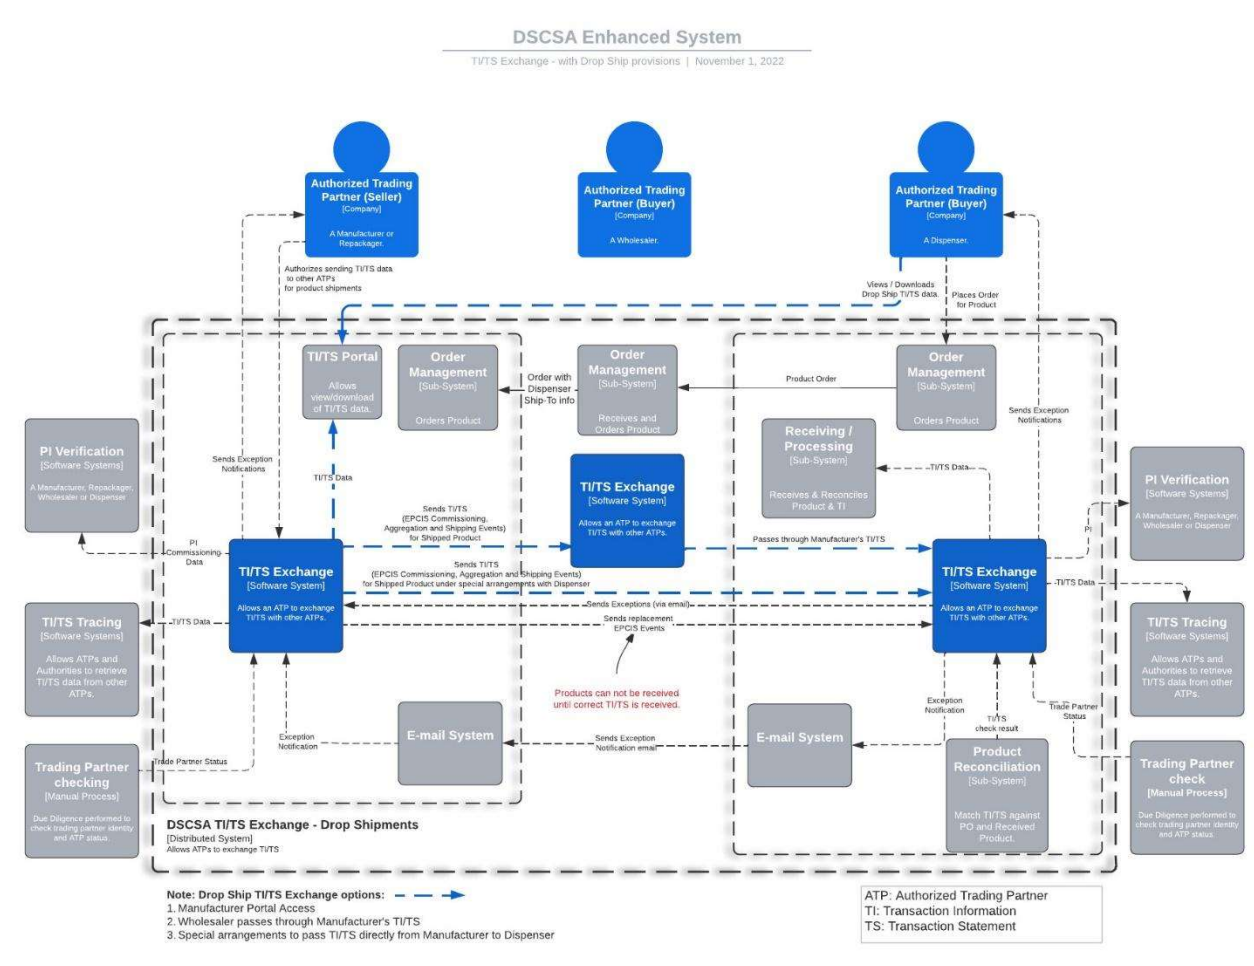 DSCSA Enhanced System
TI/TS Exchange - with Drop Ship provisions | November 1, 2022
Authorized Trading
Partner (Seller)
[Company]
A Manufacturer or
Repackager.
Authorized Trading
Partner (Buyer)
[Company]
A Wholesaler.
Authorized Trading
Partner (Buyer)
[Company]
A Dispenser.
Authorizes sending TI/TS data
to other ATPs
for product shipments
Views / Downloads
Drop Ship TI/TS data.
Places Order
for Product
TI/TS Portal
Allows
view/download
of TI/TS data.
Order
Management
[Sub-System]
Orders Product
Order with
Dispenser
Ship-To info
Order
Management
[Sub-System]
Receives and
Orders Product
Product Order
Order
Management
[Sub-System]
Orders Product
Sends Exception
Notifications
Sends Exception
Notifications
PI Verification
[Software Systems]
A Manufacturer, Repackager,
Wholesaler or Dispenser
TI/TS Data
TI/TS Exchange
[Software System]
Allows an ATP to exchange
TI/TS with other ATPs.
Receiving /
Processing
[Sub-System]
Receives & Reconciles
Product & TI
TI/TS Data
PI Verification
[Software Systems]
A Manufacturer, Repackager,
Wholesaler or Dispenser
Sends TI/TS
(EPCIS Commissioning,
Aggregation and Shipping Events)
for Shipped Product
Passes through Manufacturer's TI/TS
PI
PI
Commissioning
Data
TI/TS Exchange
[Software System]
Allows an ATP to exchange
TI/TS with other ATPs.
Sends TI/TS
(EPCIS Commissioning, Aggregation and Shipping Events)
for Shipped Product under special arrangements with Dispenser
TI/TS Exchange
[Software System]
Allows an ATP to exchange
TI/TS with other ATPs.
TI/TS Data
Sends Exceptions (via email)
Sends replacement
EPCIS Events
TI/TS Tracing
[Software Systems]
Allows ATPs and
Authorities to retrieve
TI/TS data from other
ATPs.
TI/TS Data
TI/TS Tracing
[Software Systems]
Allows ATPs and
Authorities to retrieve
TI/TS data from other
ATPs.
Products can not be received
until correct TI/TS is received.
Exception
Notification
E-mail System
Sends Exception
Notification email
E-mail System
Exception
Notification
TI/TS
check result
Trade Partner
Status
Trading Partner
checking
[Manual Process]
Due Diligence performed to
check trading partner identity
and ATP status.
Trade Partner Status
Product
Reconciliation
[Sub-System]
Match TI/TS against
PO and Received
Product.
Trading Partner
check
[Manual Process]
Due Diligence performed to
check trading partner identity
and ATP status.
DSCSA TI/TS Exchange - Drop Shipments
[Distributed System]
Allows ATPs to exchange TI/TS
Note: Drop Ship TI/TS Exchange options:
1. Manufacturer Portal Access
2. Wholesaler passes through Manufacturer's TI/TS
3. Special arrangements to pass TI/TS directly from Manufacturer to Dispenser
ATP: Authorized Trading Partner
TI: Transaction Information
TS: Transaction Statement